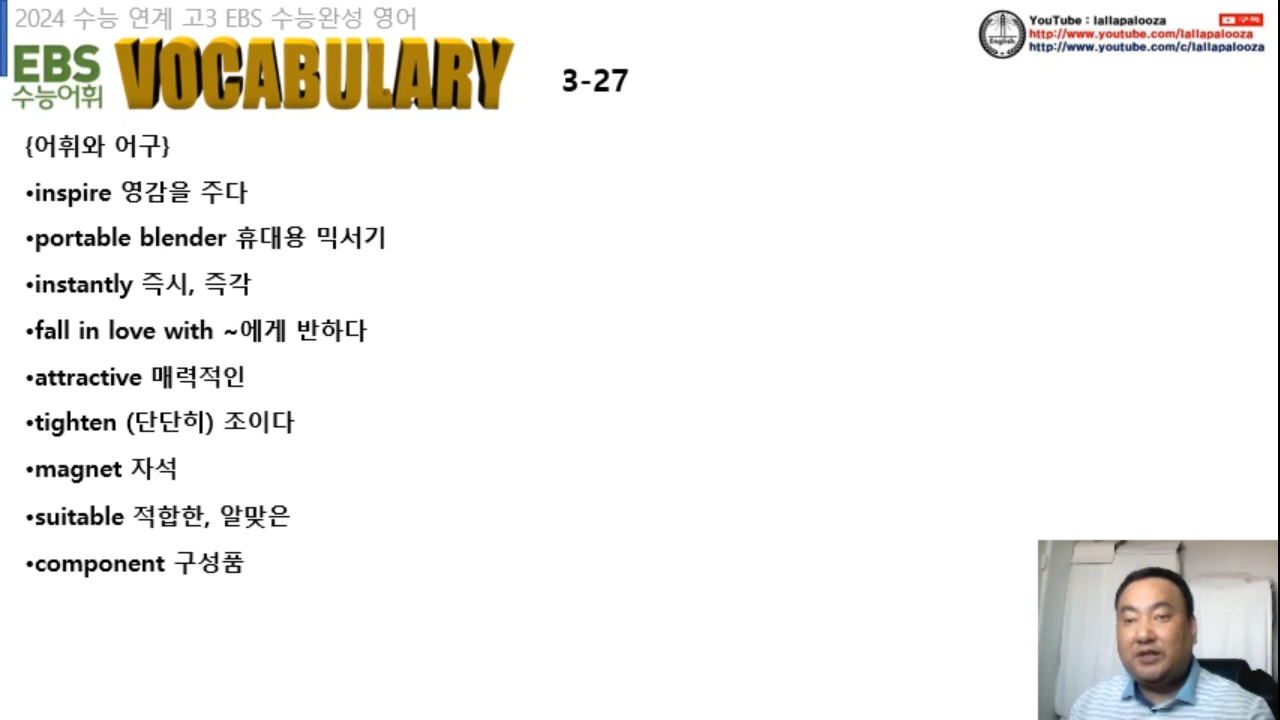 2024 수능 연계 고3 EBS 수능완성 영어
EBS
수능어휘
VOCABULARY
3-27
English
YouTube : lallapalooza
구독
http://www.youtube.com/lallapalooza
http://www.youtube.com/c/lallapalooza
{어휘와 어구}
•inspire 영감을 주다
•portable blender 휴대용 믹서기
•instantly 즉시, 즉각
•fall in love with ~에게 반하다
•attractive 매력적인
•tighten (단단히) 조이다
•magnet 자석
•suitable 적합한, 알맞은
•component 구성품